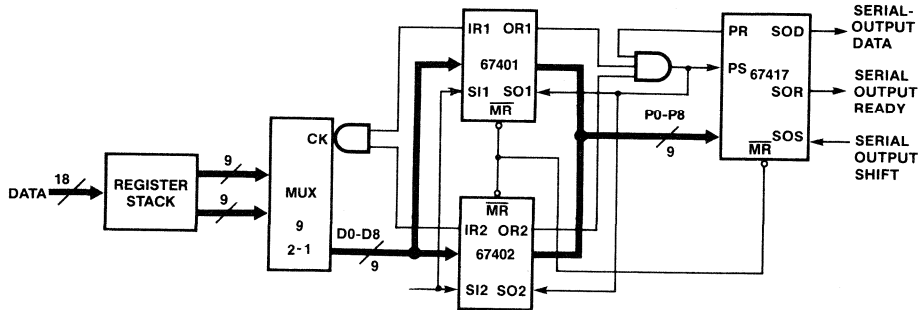 DATA
18
REGISTER
STACK
9
9
CK
MUX
9
2-1
D0-D8
9
IR1 OR1
67401
SI1 SO1
MR
MR
IR2 OR2
67402
SI2 SO2
P0-P8
9
PR SOD
PS 67417
SOR
SOS
MR
SERIAL-
OUTPUT
DATA
SERIAL
OUTPUT
READY
SERIAL
OUTPUT
SHIFT